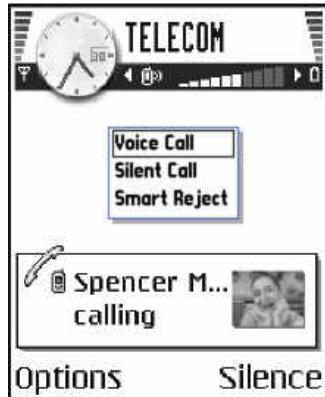 TELECOM
Voice Call
Silent Call
Smart Reject
Spencer M...
calling
Options Silence